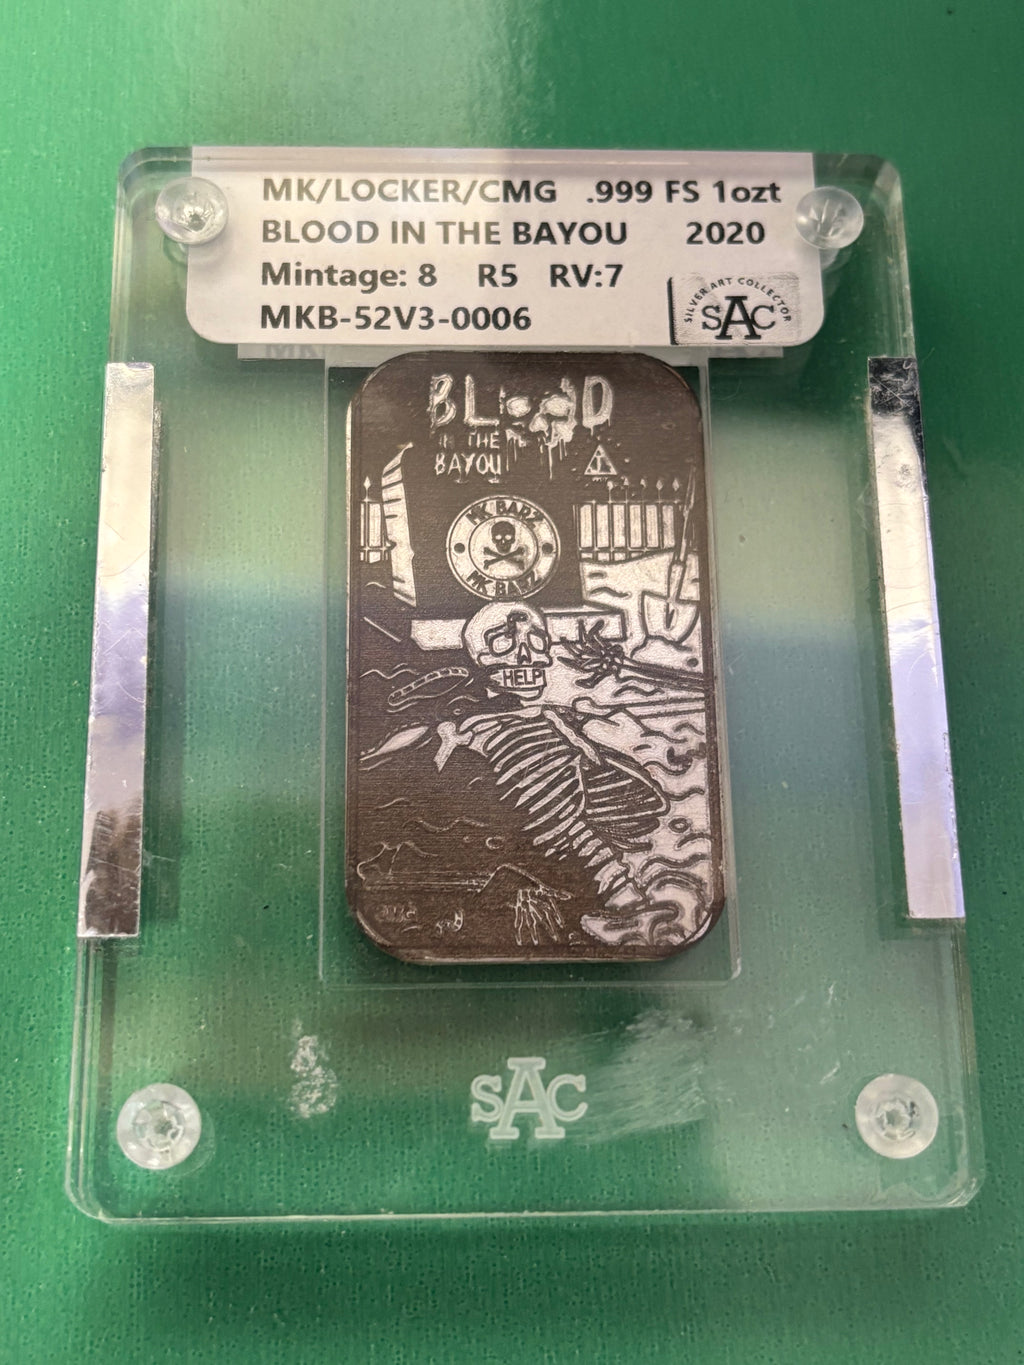 MK/LOCKER/CMG .999 FS 1ozt
BLOOD IN THE BAYOU 2020
Mintage: 8 R5 RV:7
MKB-52V3-0006
SILVER ART COLLECTOR
SAC
MK
BLOOD
IN THE
BAYOU
MK BARZ
MK BARZ
HELP
SAC